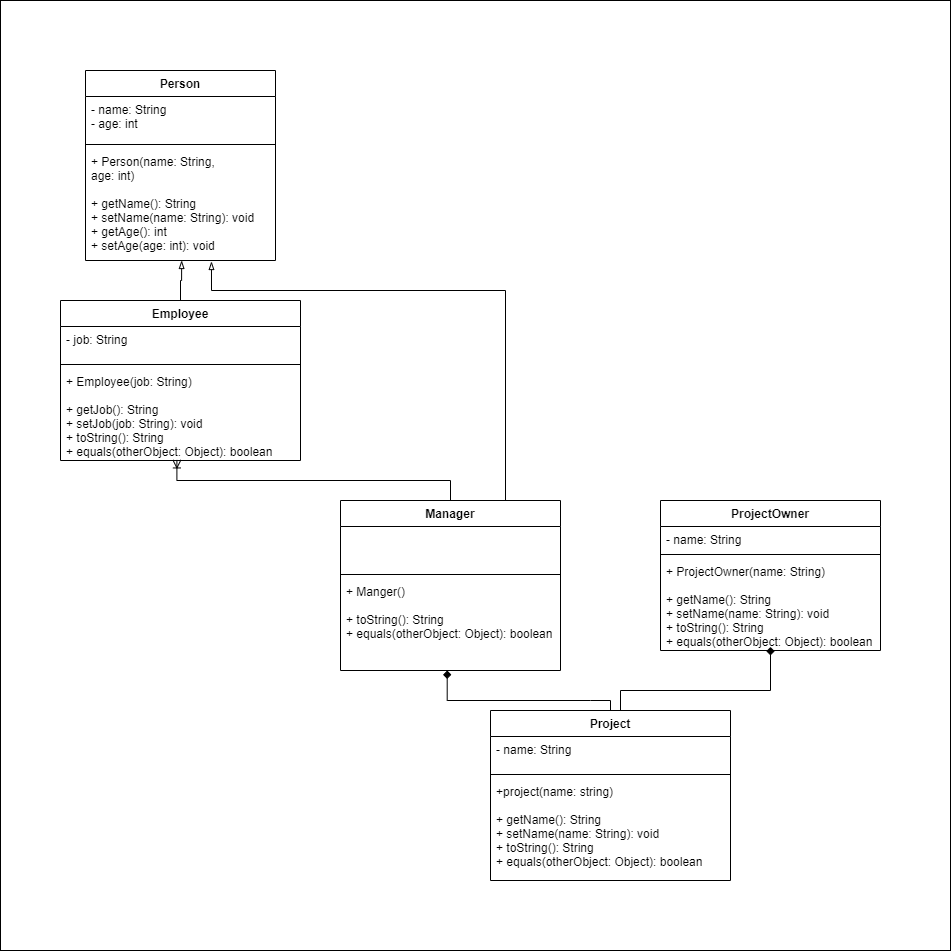 Person
- name: String
- age: int
+ Person(name: String,
age: int)
+ getName(): String
+ setName(name: String): void
+ getAge(): int
+ setAge(age: int): void
Employee
- job: String
+ Employee(job: String)
+ getJob(): String
+ setJob(job: String): void
+ toString(): String
+ equals(otherObject: Object): boolean
Manager
+ Manger()
+ toString(): String
+ equals(otherObject: Object): boolean
ProjectOwner
- name: String
+ ProjectOwner(name: String)
+ getName(): String
+ setName(name: String): void
+ toString(): String
+ equals(otherObject: Object): boolean
Project
- name: String
+project(name: string)
+ getName(): String
+ setName(name: String): void
+ toString(): String
+ equals(otherObject: Object): boolean